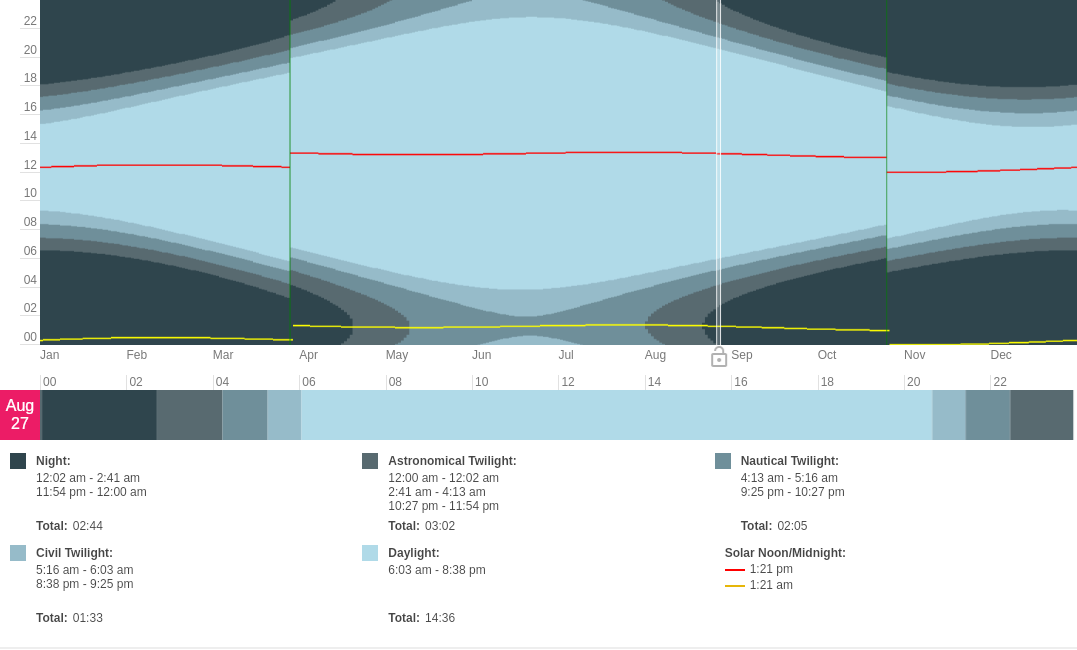 22
20
18
16
14
12
10
08
06
04
02
00
Jan Feb Mar Apr May Jun Jul Aug Sep Oct Nov Dec
00 02 04 06 08 10 12 14 16 18 20 22
Aug
27
Night:
12:02 am - 2:41 am
11:54 pm - 12:00 am
Total: 02:44
Astronomical Twilight:
12:00 am - 12:02 am
2:41 am - 4:13 am
10:27 pm - 11:54 pm
Total: 03:02
Nautical Twilight:
4:13 am - 5:16 am
9:25 pm - 10:27 pm
Total: 02:05
Civil Twilight:
5:16 am - 6:03 am
8:38 pm - 9:25 pm
Total: 01:33
Daylight:
6:03 am - 8:38 pm
Total: 14:36
Solar Noon/Midnight:
1:21 pm
1:21 am